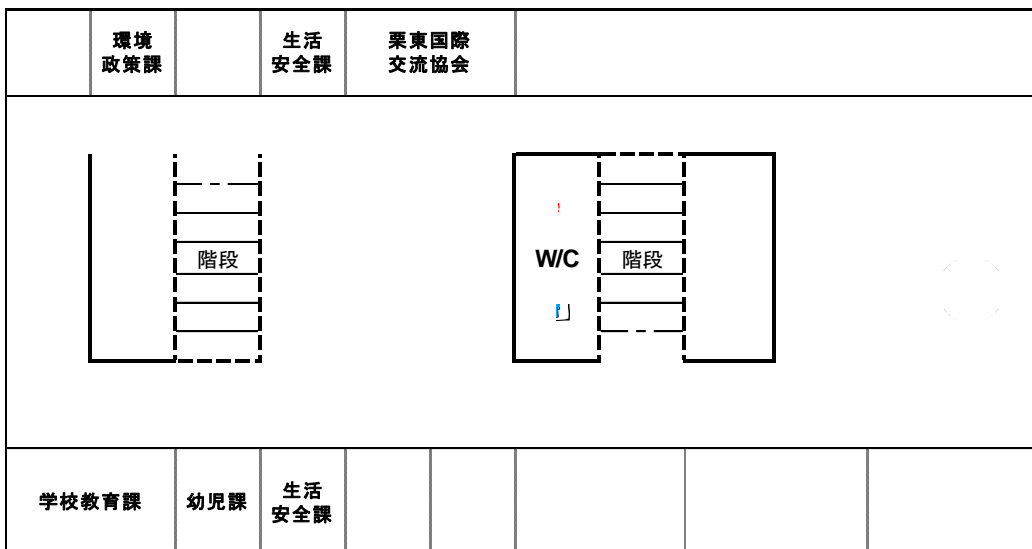 環境
政策課
生活
安全課
栗東国際
交流協会
階段
W/C
階段
学校教育課
幼児課
生活
安全課